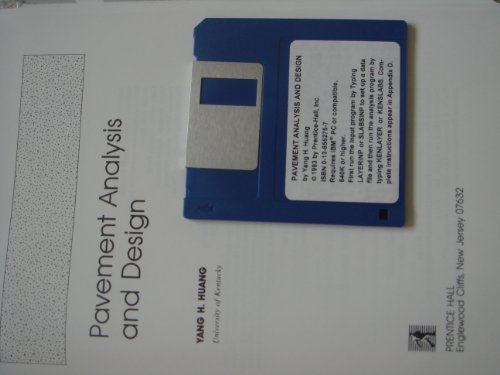 Pavement Analysis
and Design
YANG H. HUANG
University of Kentucky
PRENTICE HALL
Englewood Cliffs, New Jersey 07632
PAVEMENT ANALYSIS AND DESIGN
by Yang H. Huang
© 1993 by Prentice-Hall, Inc.
ISBN 0-13-655275-7
Requires IBM® PC or compatible,
640K or higher.
First run the input program by Typing
LAYERINP or SLABSINP to set up a data
file and then run the analysis program by
typing KENLAYER or KENSLABS. Com-
plete instructions appear in Appendix D.